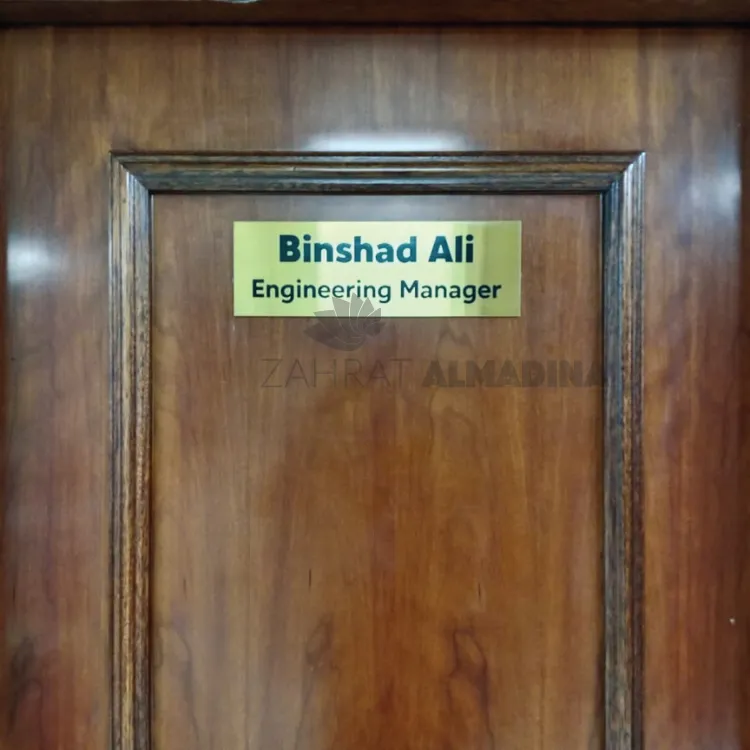 Binshad Ali
Engineering Manager
ZAHRAT ALMADINA